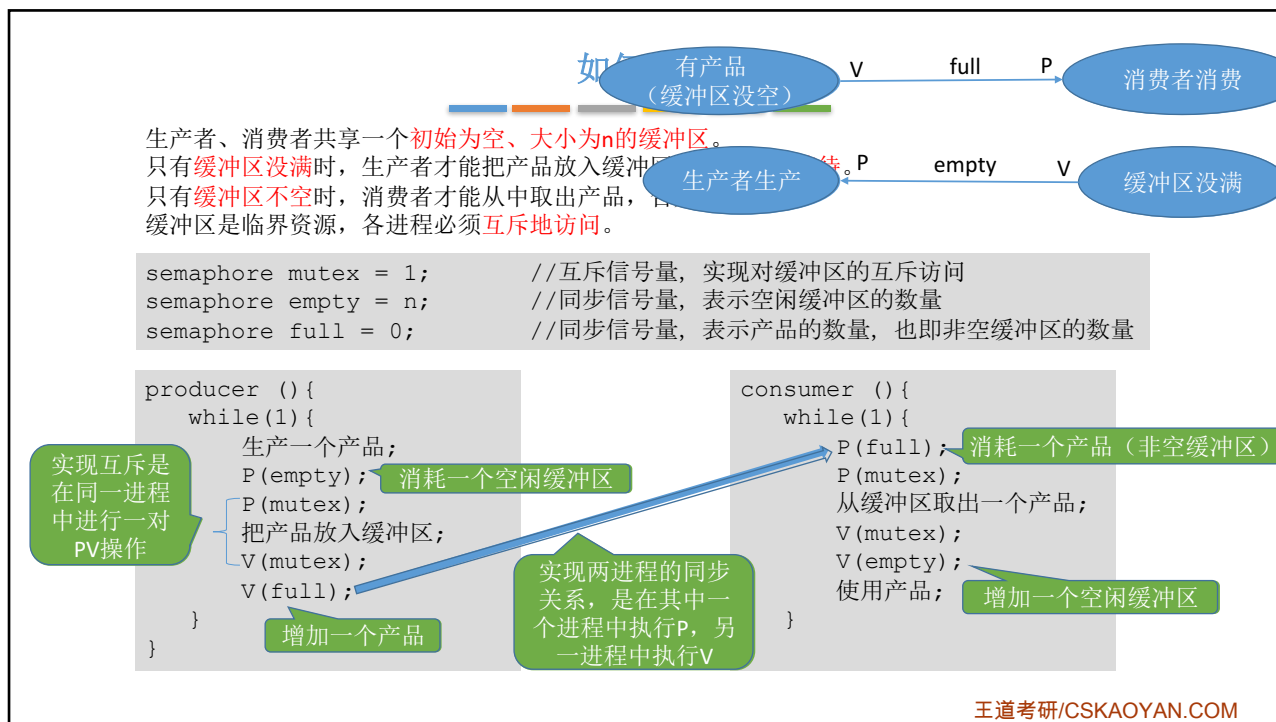 如
有产品
（缓冲区没空）
V full P
消费者消费
生产者、消费者共享一个初始为空、大小为n的缓冲区。
只有缓冲区没满时，生产者才能把产品放入缓冲区
待。
只有缓冲区不空时，消费者才能从中取出产品，
缓冲区是临界资源，各进程必须互斥地访问。
生产者生产
P empty V
缓冲区没满
semaphore mutex = 1; //互斥信号量，实现对缓冲区的互斥访问
semaphore empty = n; //同步信号量，表示空闲缓冲区的数量
semaphore full = 0; //同步信号量，表示产品的数量，也即非空缓冲区的数量
producer (){
while(1){
生产一个产品;
P(empty);
消耗一个空闲缓冲区
P(mutex);
把产品放入缓冲区;
V(mutex);
V(full);
增加一个产品
}
}
实现互斥是
在同一进程
中进行一对
PV操作
实现两进程的同步
关系，是在其中一
个进程中执行P，另
一进程中执行V
consumer (){
while(1){
P(full);
消耗一个产品（非空缓冲区）
P(mutex);
从缓冲区取出一个产品;
V(mutex);
V(empty);
增加一个空闲缓冲区
使用产品;
}
}
王道考研/CSKAOYAN.COM